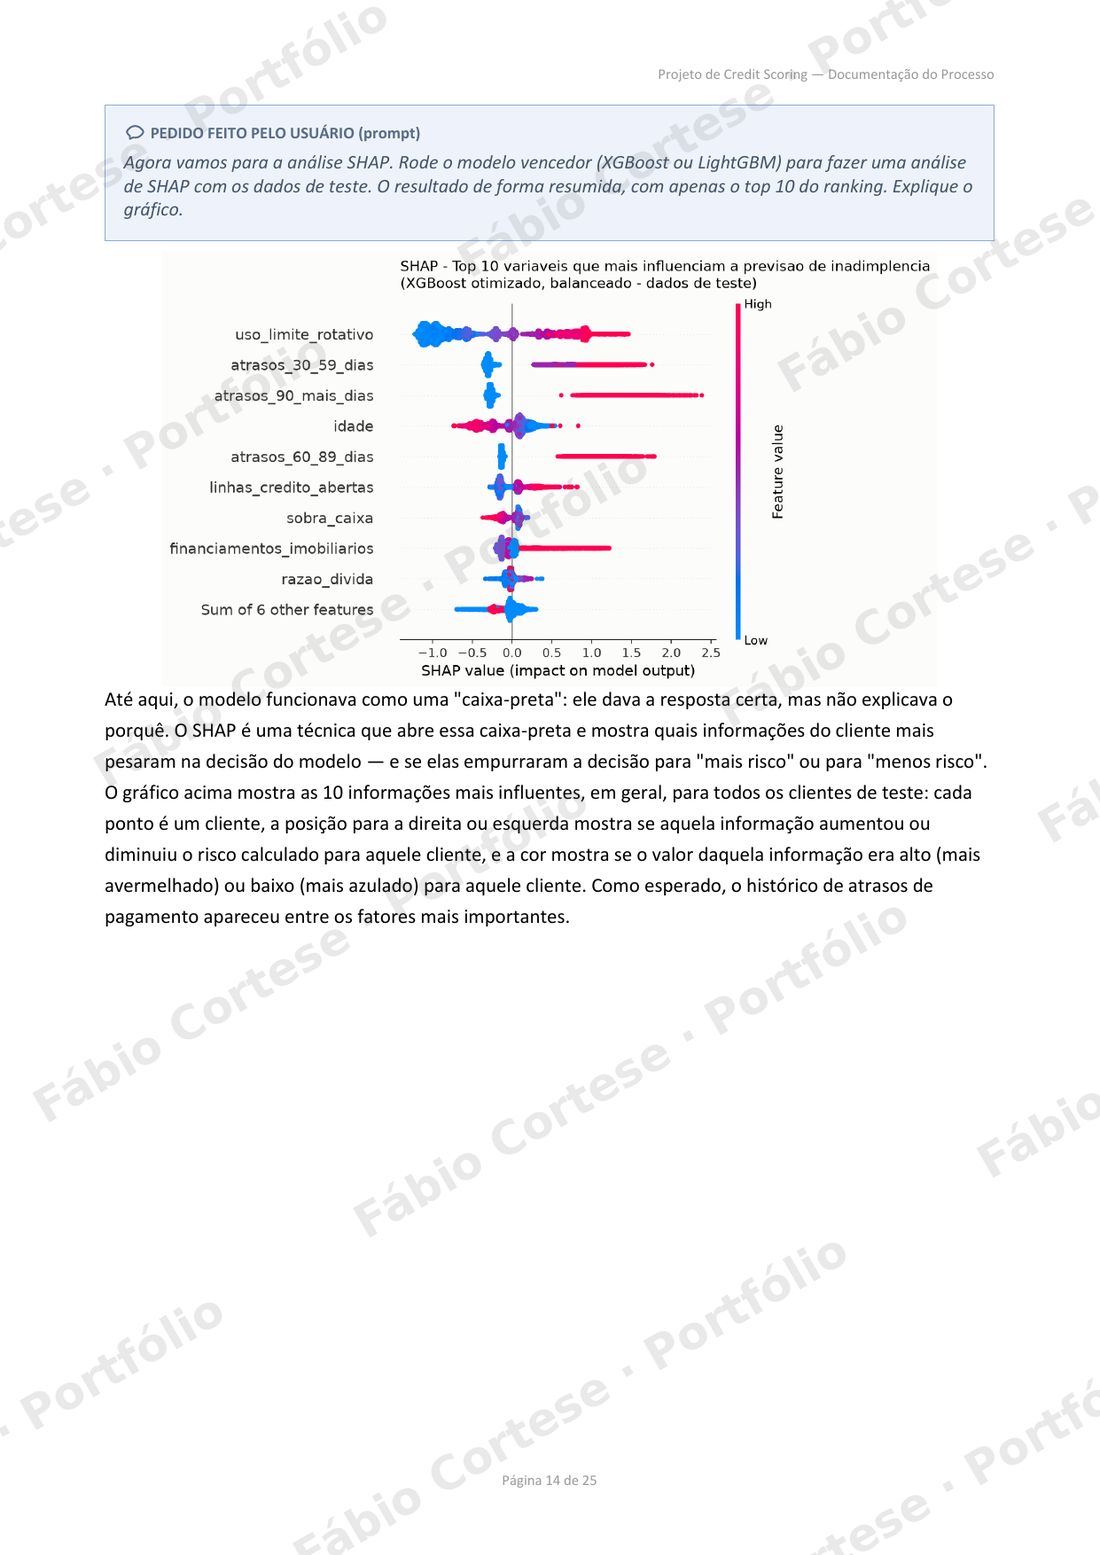 Projeto de Credit Scoring — Documentação do Processo
PEDIDO FEITO PELO USUÁRIO (prompt)
Agora vamos para a análise SHAP. Rode o modelo vencedor (XGBoost ou LightGBM) para fazer uma análise
de SHAP com os dados de teste. O resultado de forma resumida, com apenas o top 10 do ranking. Explique o
gráfico.
SHAP - Top 10 variaveis que mais influenciam a previsao de inadimplencia
(XGBoost otimizado, balanceado - dados de teste)
High
uso_limite_rotativo
atrasos_30_59_dias
atrasos_90_mais_dias
idade
atrasos_60_89_dias
linhas_credito_abertas
sobra_caixa
financiamentos_imobiliarios
razao_divida
Sum of 6 other features
Feature value
Low
−1.0 −0.5 0.0 0.5 1.0 1.5 2.0 2.5
SHAP value (impact on model output)
Até aqui, o modelo funcionava como uma "caixa-preta": ele dava a resposta certa, mas não explicava o
porquê. O SHAP é uma técnica que abre essa caixa-preta e mostra quais informações do cliente mais
pesaram na decisão do modelo — e se elas empurraram a decisão para "mais risco" ou para "menos risco".
O gráfico acima mostra as 10 informações mais influentes, em geral, para todos os clientes de teste: cada
ponto é um cliente, a posição para a direita ou esquerda mostra se aquela informação aumentou ou
diminuiu o risco calculado para aquele cliente, e a cor mostra se o valor daquela informação era alto (mais
avermelhado) ou baixo (mais azulado) para aquele cliente. Como esperado, o histórico de atrasos de
pagamento apareceu entre os fatores mais importantes.
Fábio Cortese · Portfólio
Página 14 de 25